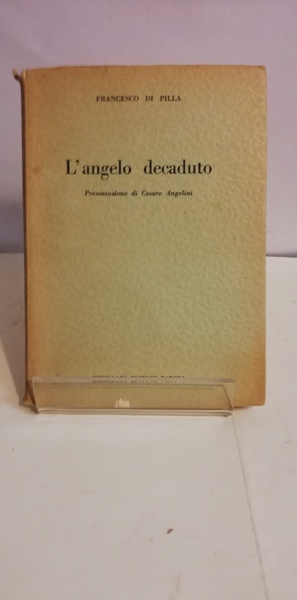 FRANCESCO DI PILLA
L'angelo decaduto
Presentazione di Cesare Angelini